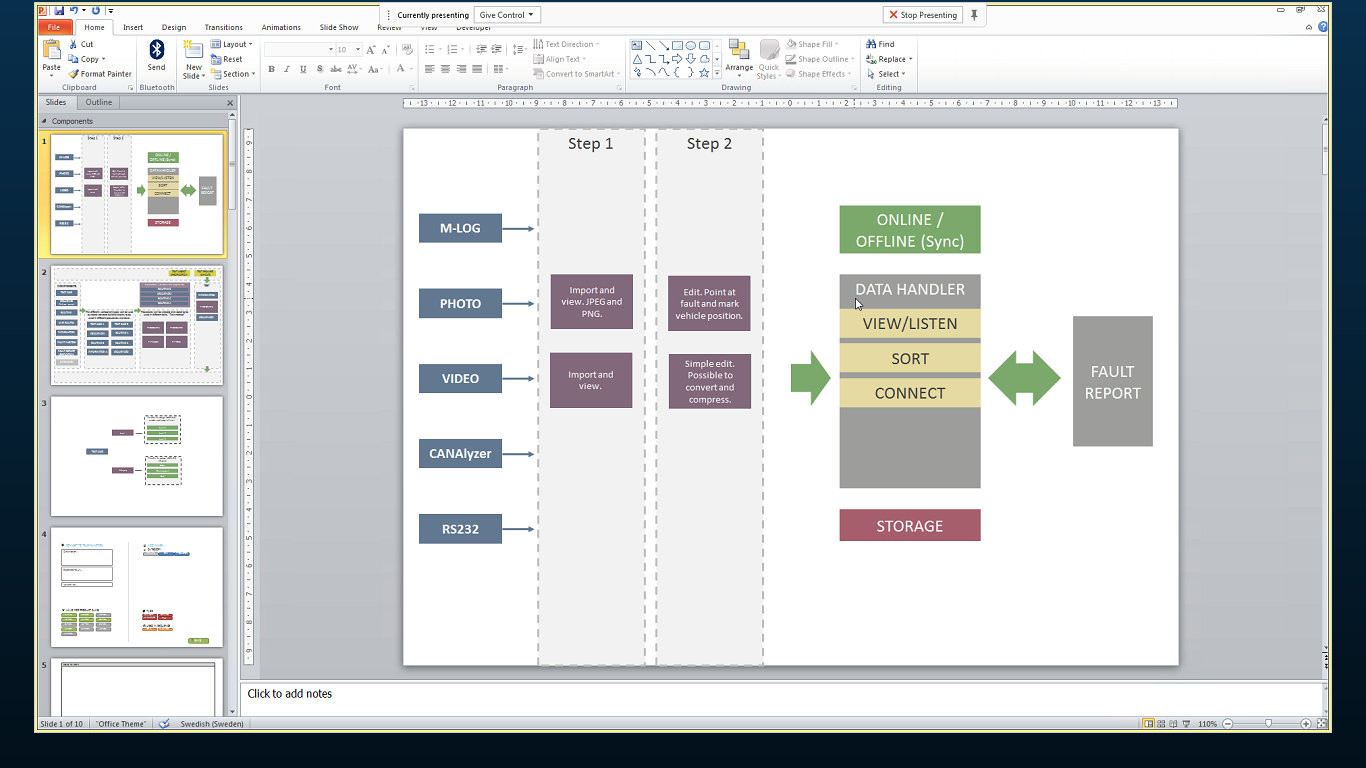 Currently presenting
Give Control
Stop Presenting
File
Home
Insert
Design
Transitions
Animations
Slide Show
Review
View
Developer
Paste
Cut
Copy
Format Painter
Clipboard
Send
Bluetooth
New
Slide
Layout
Reset
Section
Slides
10
Font
Text Direction
Align Text
Convert to SmartArt
Paragraph
Arrange
Quick
Styles
Shape Fill
Shape Outline
Shape Effects
Drawing
Find
Replace
Select
Editing
Slides
Outline
Components
1
2
3
4
5
Step 1
Step 2
M-LOG
PHOTO
VIDEO
CANAlyzer
RS232
Import and
view. JPEG and
PNG.
Edit. Point at
fault and mark
vehicle position.
Import and
view.
Simple edit.
Possible to
convert and
compress.
ONLINE /
OFFLINE (Sync)
DATA HANDLER
VIEW/LISTEN
SORT
CONNECT
STORAGE
FAULT
REPORT
Click to add notes
Slide 1 of 10
"Office Theme"
Swedish (Sweden)
110%